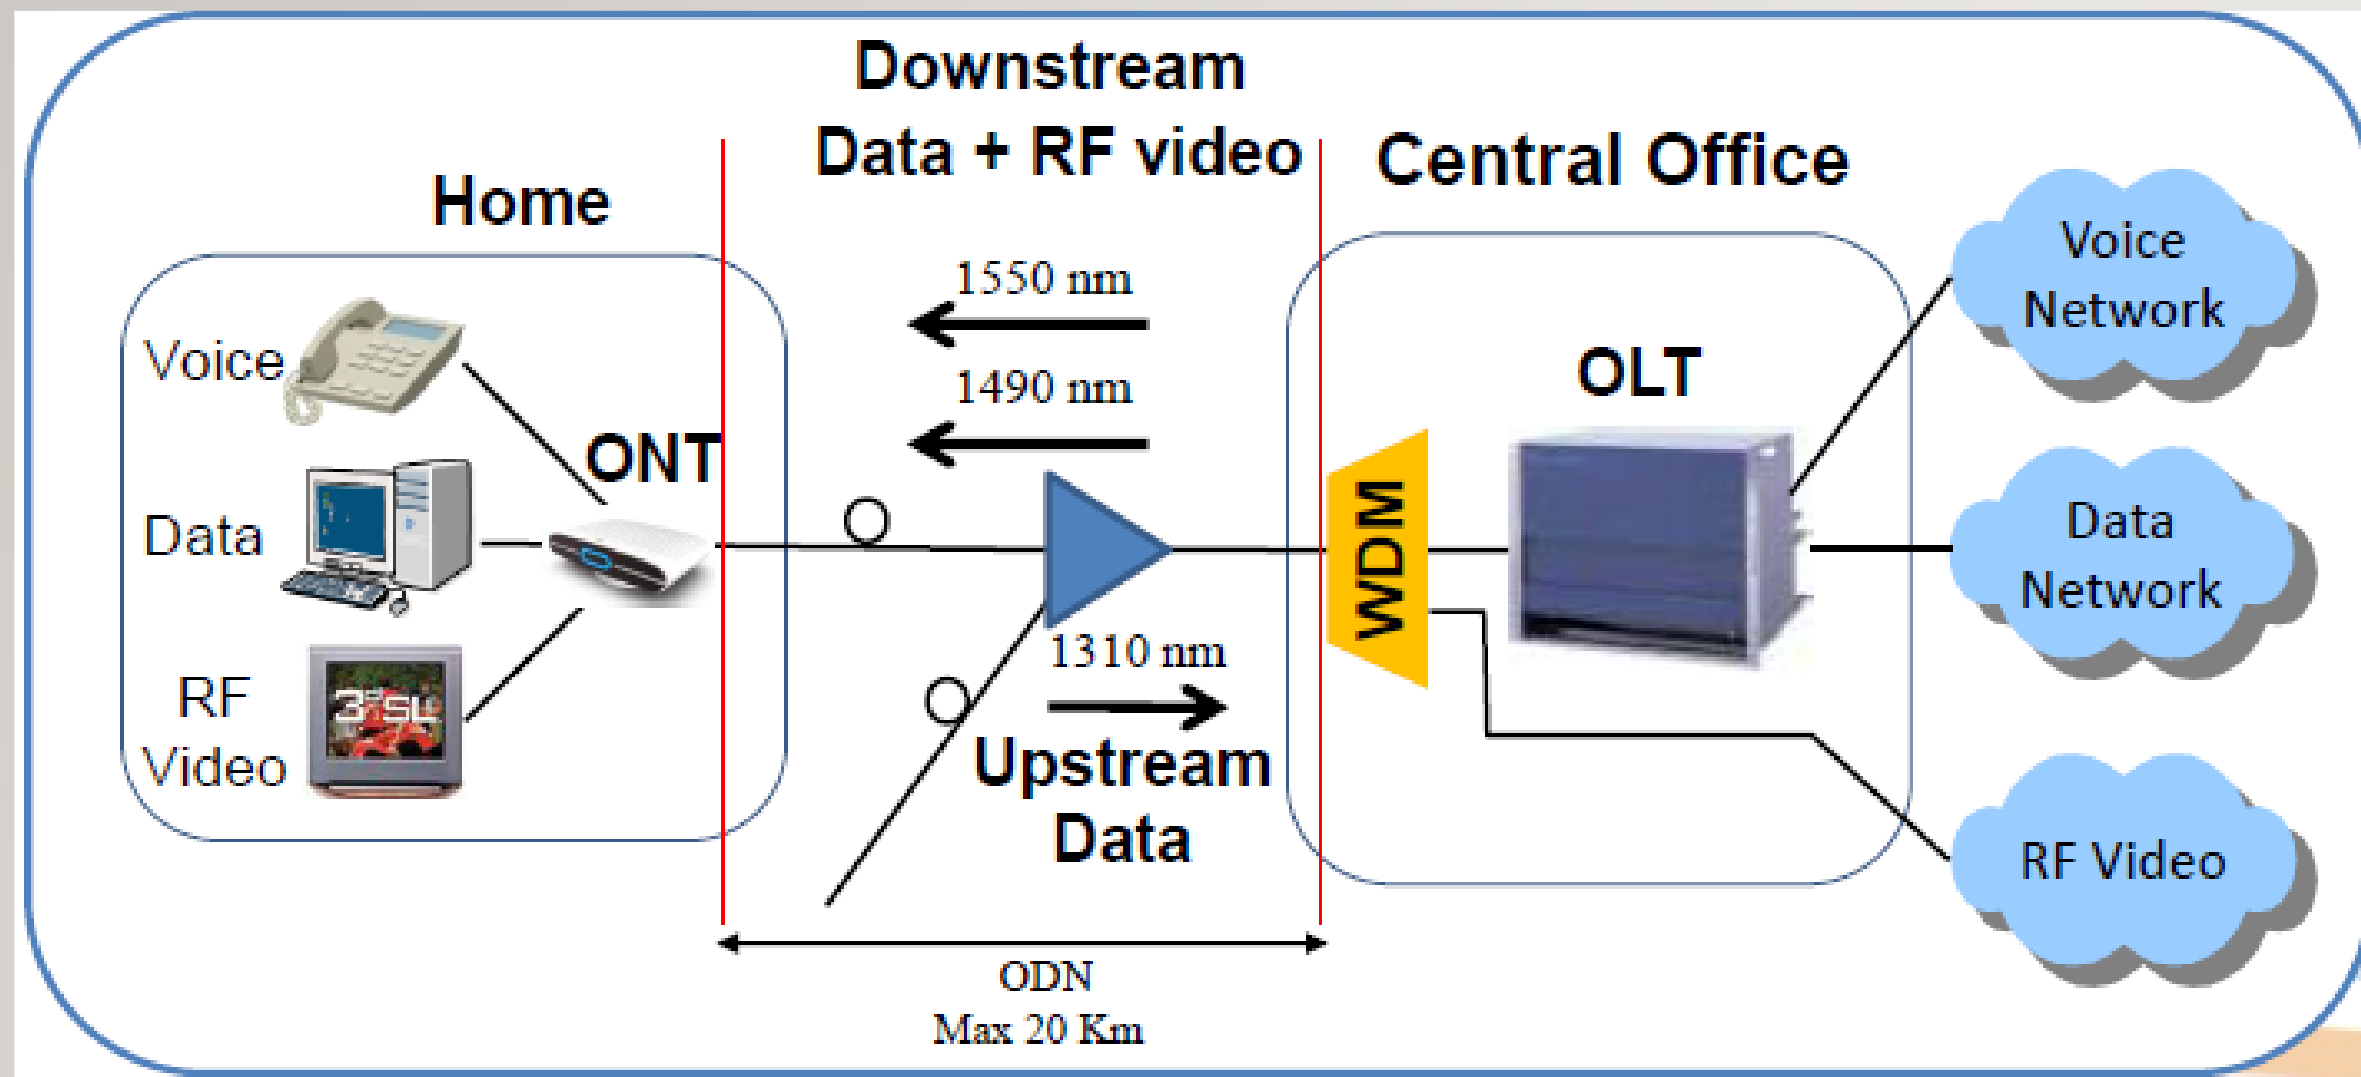 Downstream
Data + RF video
Central Office
Home
1550 nm
1490 nm
Voice
Data
RF
Video
ONT
WDM
OLT
Voice
Network
Data
Network
RF Video
1310 nm
Upstream
Data
ODN
Max 20 Km